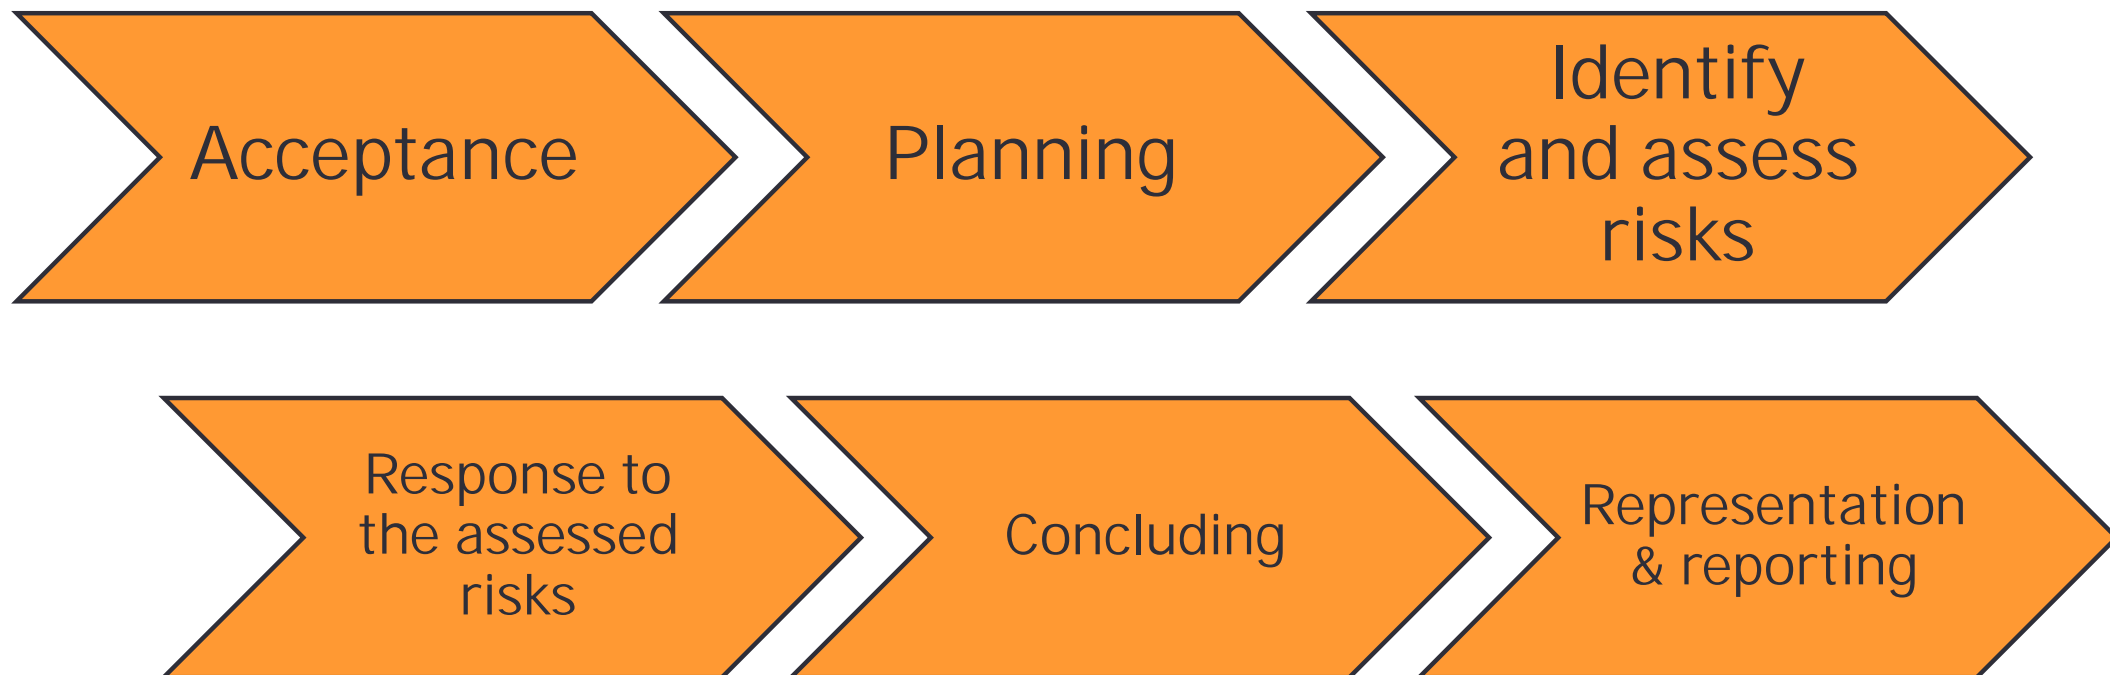 Acceptance
Planning
Identify
and assess
risks
Response to
the assessed
risks
Concluding
Representation
& reporting